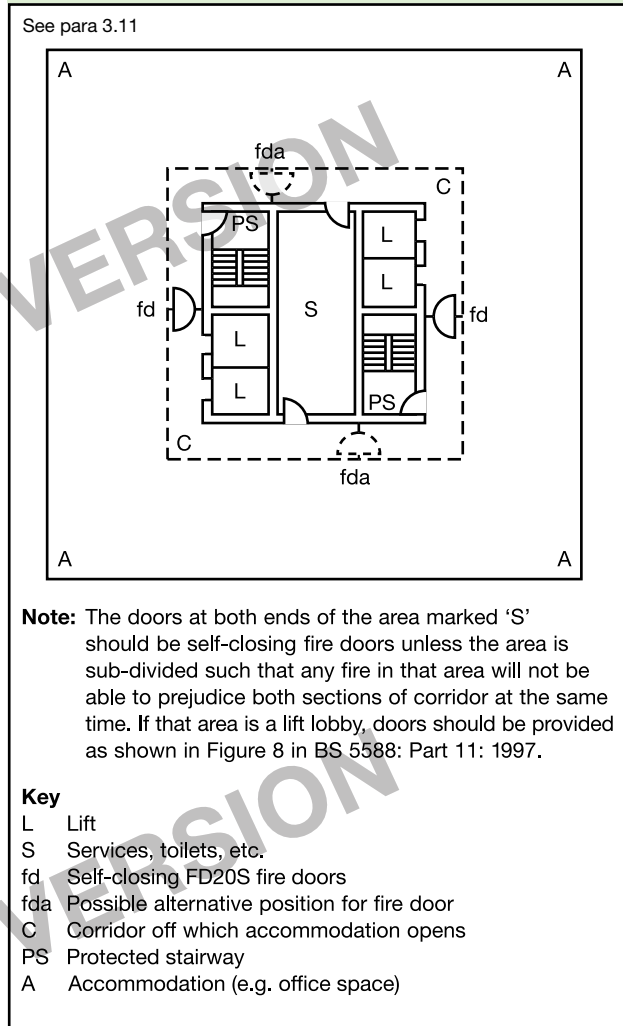 See para 3.11
A A
fda
C
PS
L
L
fd S fd
L
L
PS
C
fda
A A
Note: The doors at both ends of the area marked ‘S’
should be self-closing fire doors unless the area is
sub-divided such that any fire in that area will not be
able to prejudice both sections of corridor at the same
time. If that area is a lift lobby, doors should be provided
as shown in Figure 8 in BS 5588: Part 11: 1997.
Key
L Lift
S Services, toilets, etc.
fd Self-closing FD20S fire doors
fda Possible alternative position for fire door
C Corridor off which accommodation opens
PS Protected stairway
A Accommodation (e.g. office space)
VERSION
VERSION